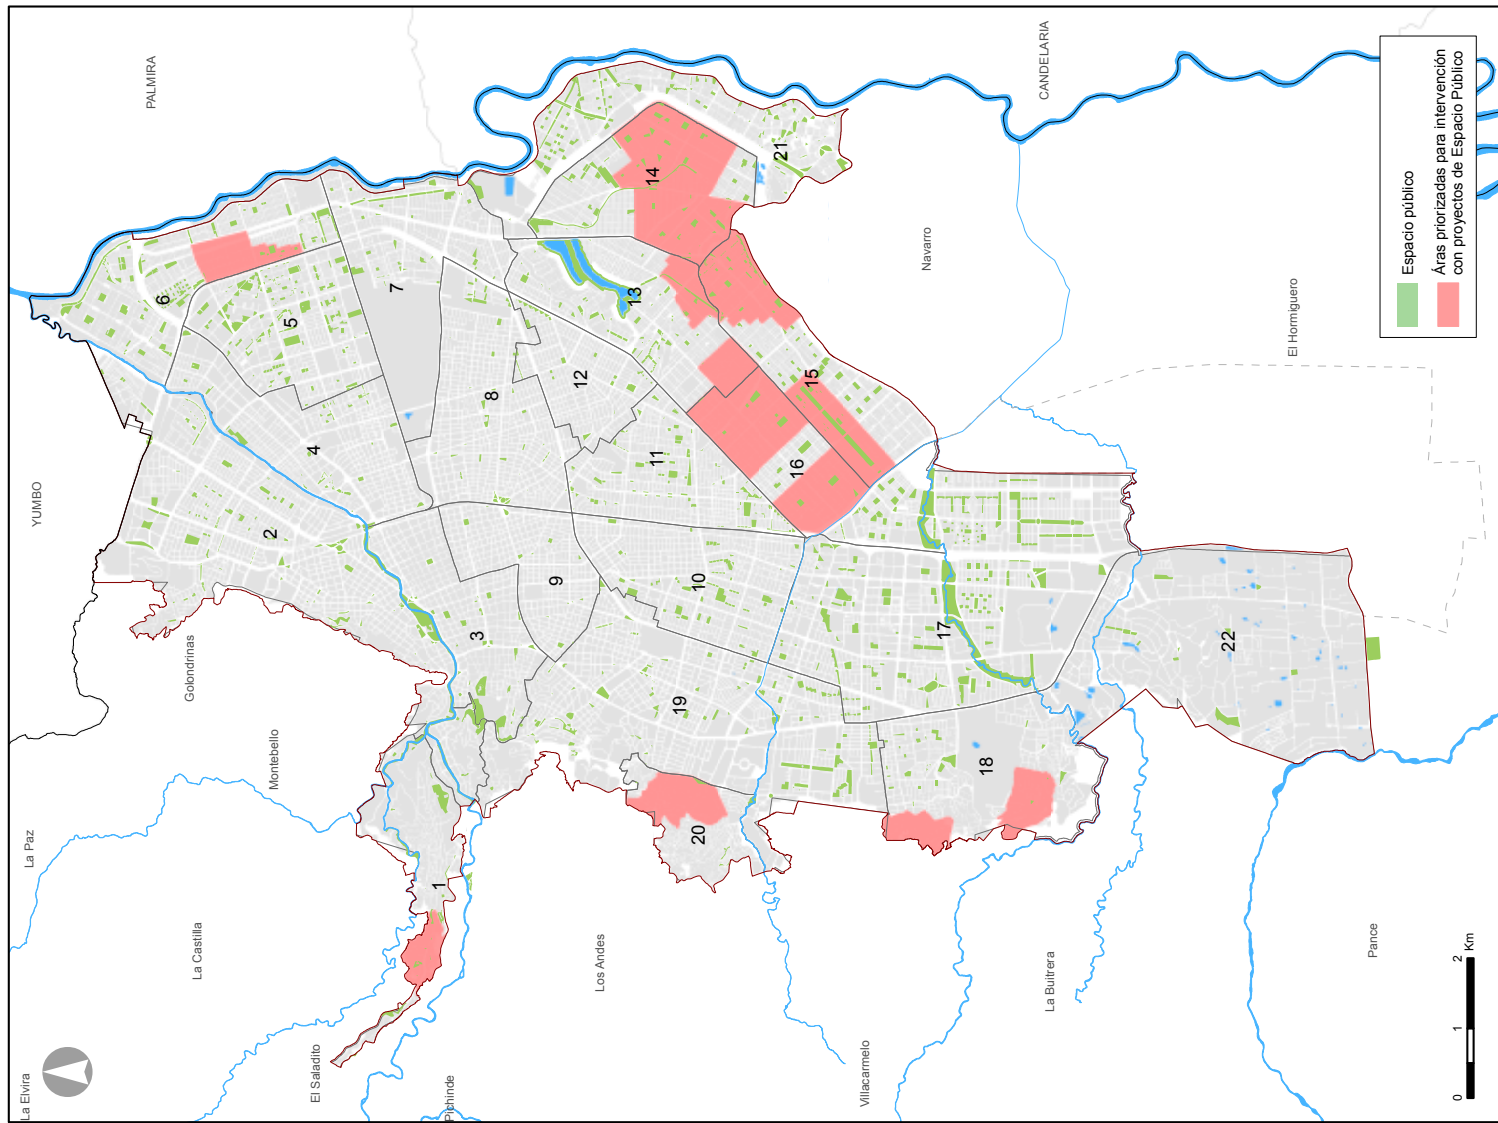 La Elvira
La Paz
YUMBO
PALMIRA
6
Golondrinas
La Castilla
2
Montebello
5
4
El Saladito
7
1
Pichinde
3
8
9
12
Los Andes
13
14
11
19
20
10
21
16
15
Villacarmelo
Navarro
17
18
CANDELARIA
La Buitrera
22
El Hormiguero
Pance
Espacio público
Áras priorizadas para intervención
con proyectos de Espacio Público
0 1 2
Km